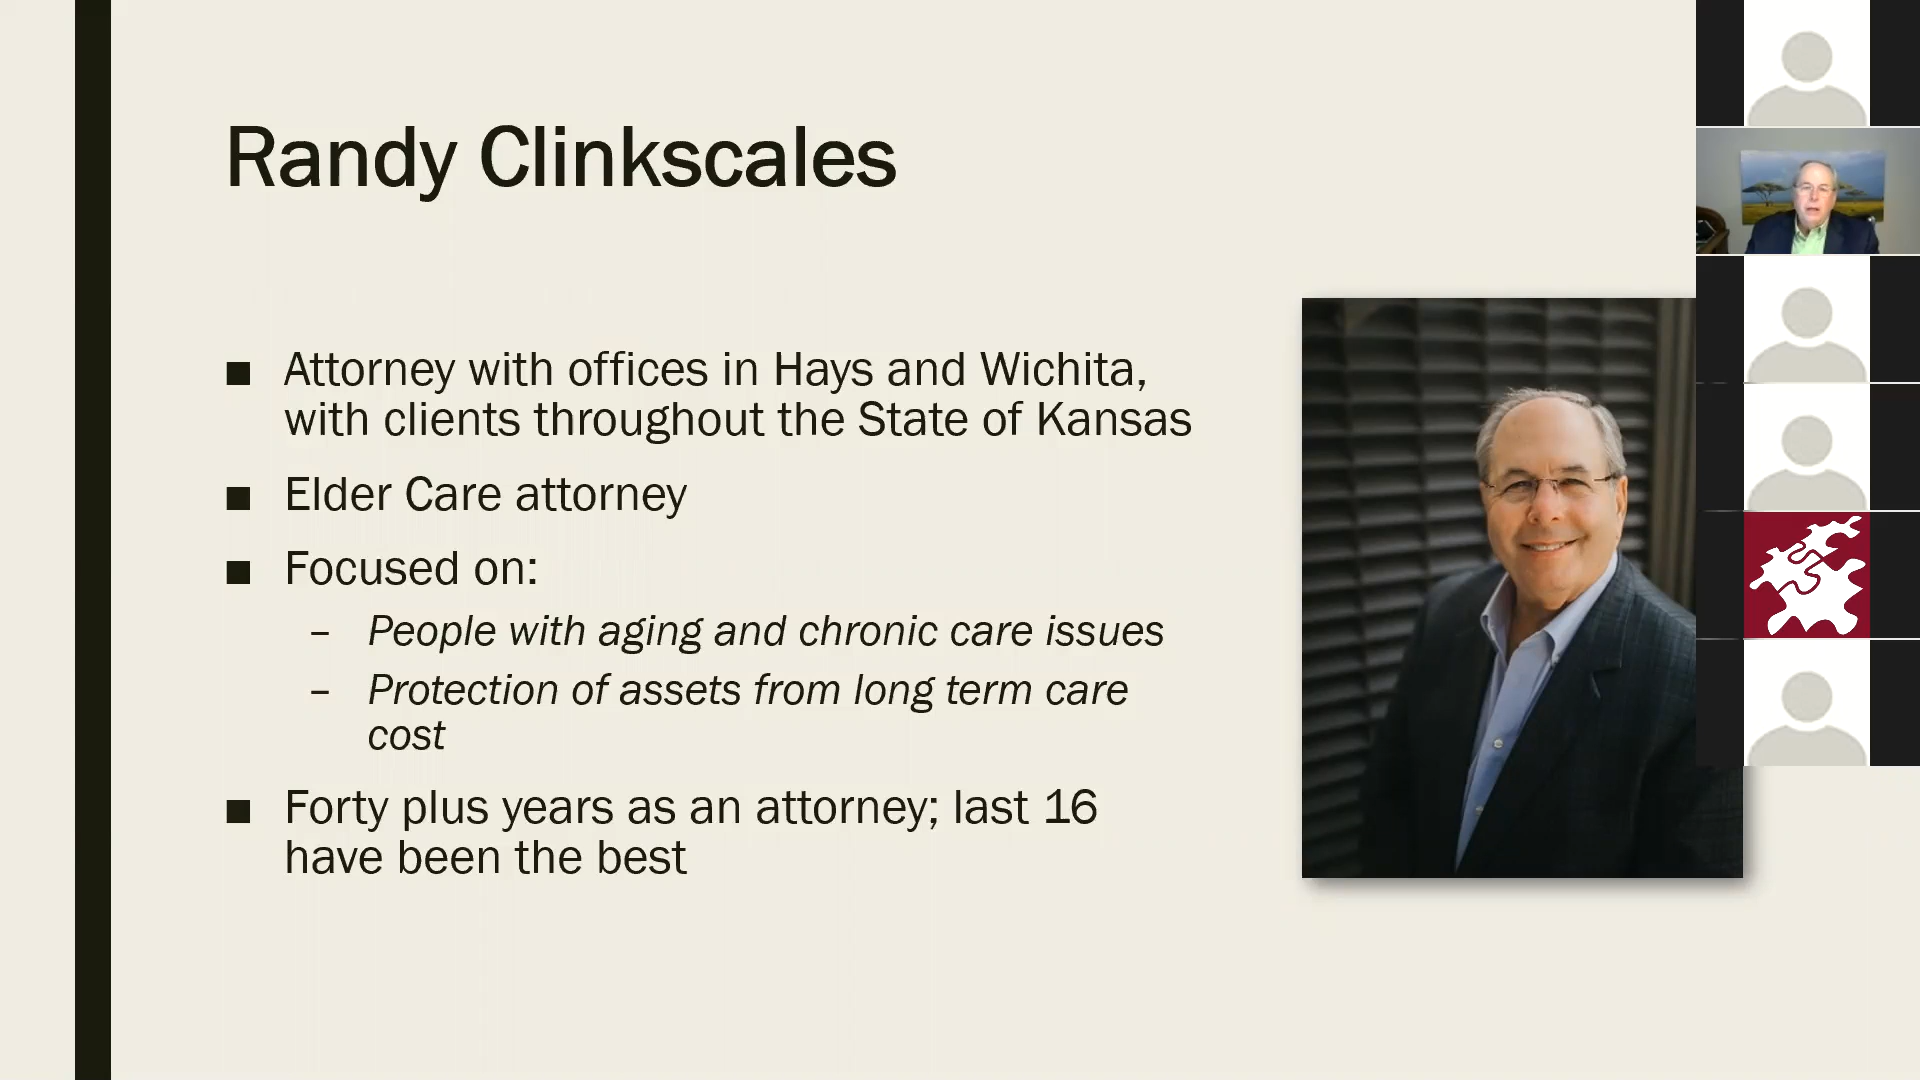 Randy Clinkscales
■ Attorney with offices in Hays and Wichita,
with clients throughout the State of Kansas
■ Elder Care attorney
■ Focused on:
– People with aging and chronic care issues
– Protection of assets from long term care
cost
■ Forty plus years as an attorney; last 16
have been the best